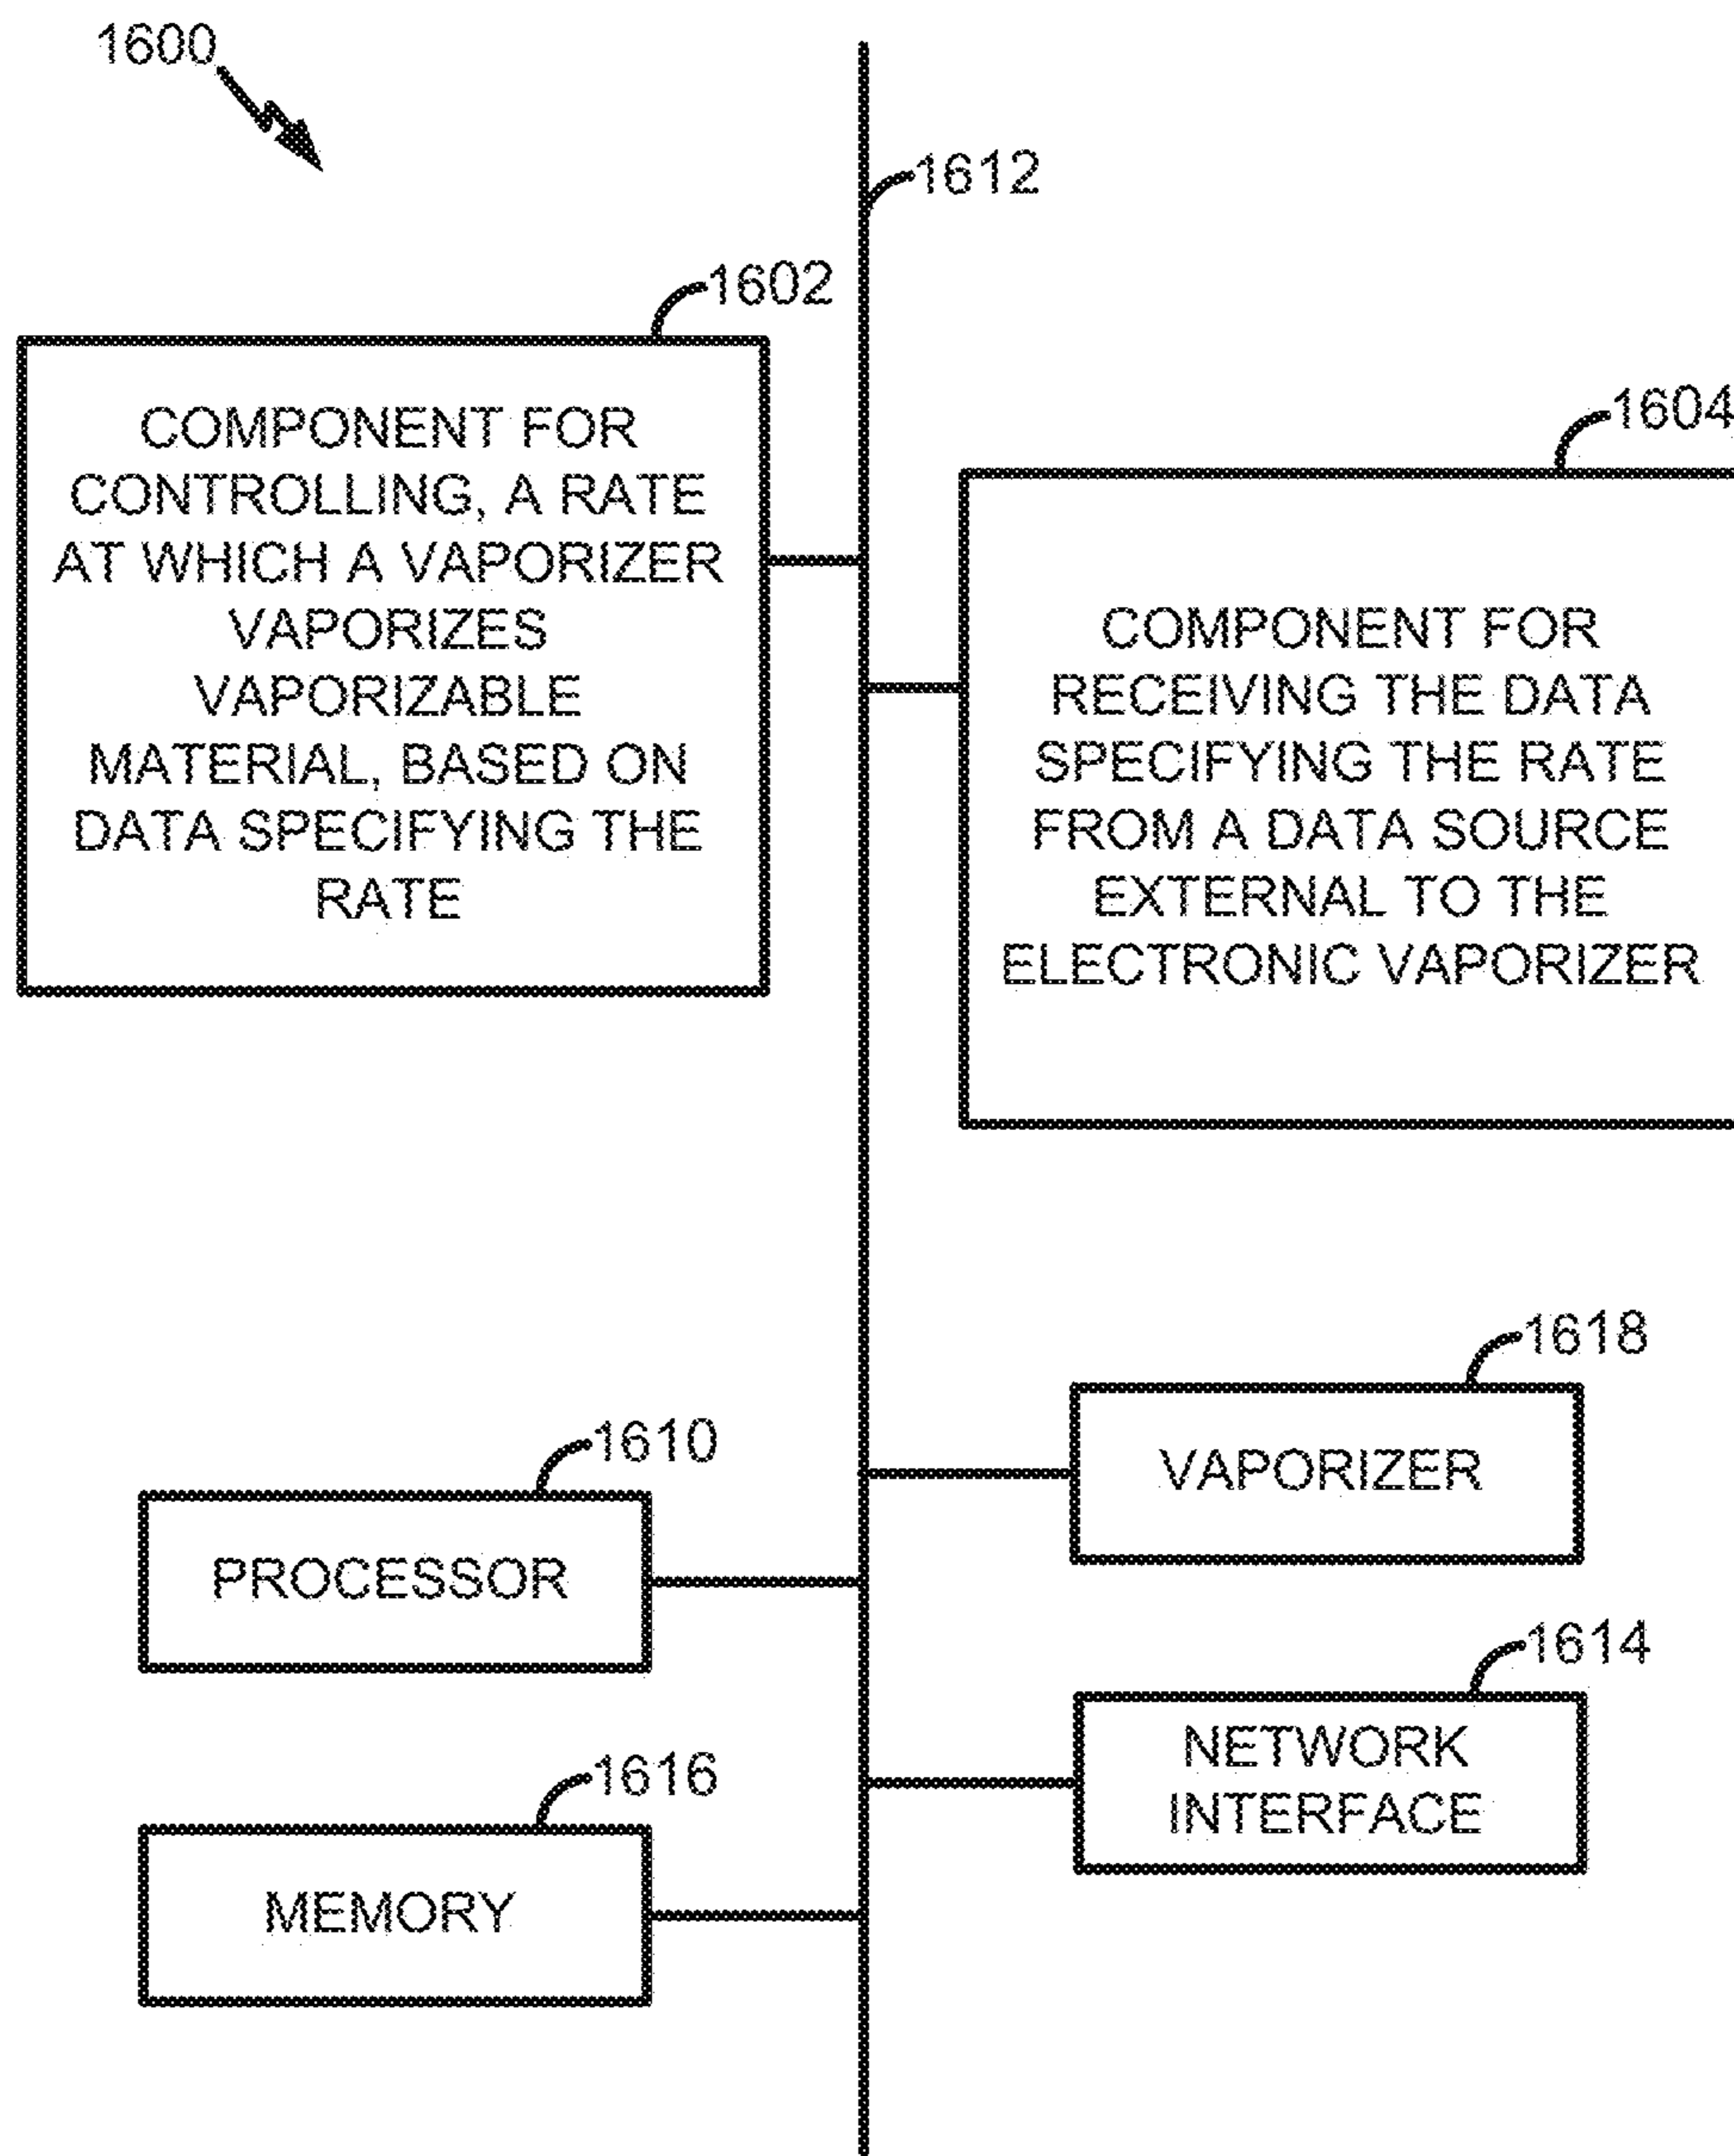 1600
1612
1602
COMPONENT FOR
CONTROLLING, A RATE
AT WHICH A VAPORIZER
VAPORIZES
VAPORIZABLE
MATERIAL, BASED ON
DATA SPECIFYING THE
RATE
1604
COMPONENT FOR
RECEIVING THE DATA
SPECIFYING THE RATE
FROM A DATA SOURCE
EXTERNAL TO THE
ELECTRONIC VAPORIZER
1618
VAPORIZER
1610
PROCESSOR
1614
NETWORK
INTERFACE
1616
MEMORY